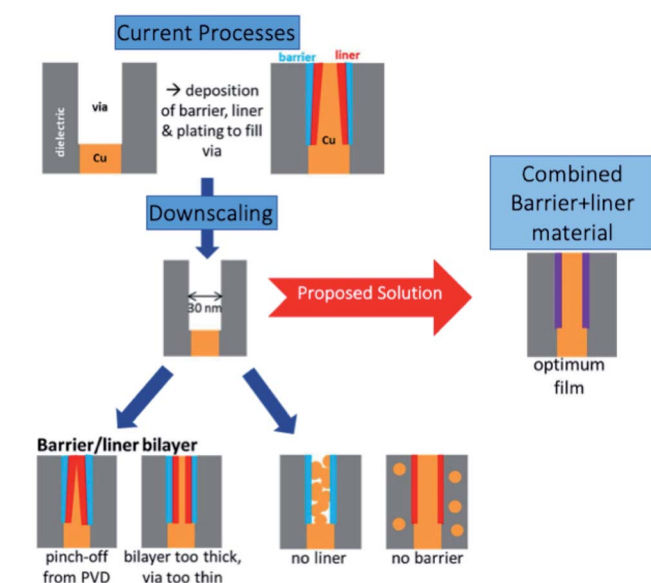 Current Processes
barrier liner
dielectric
via
Cu
→ deposition
of barrier, liner
& plating to fill
via
Cu
Downscaling
Combined
Barrier+liner
material
30 nm
Proposed Solution
optimum
film
Barrier/liner bilayer
pinch-off
from PVD
bilayer too thick,
via too thin
no liner
no barrier